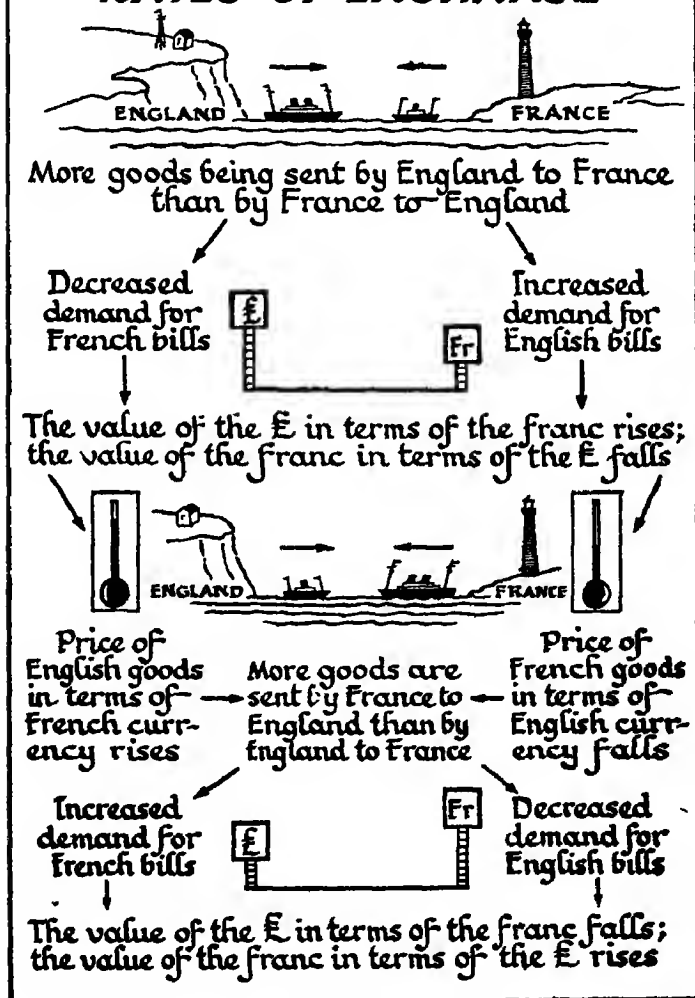 RATES OF EXCHANGE
ENGLAND
FRANCE
More goods being sent by England to France
than by France to England
Decreased
demand for
French bills
£
Fr
Increased
demand for
English bills
The value of the £ in terms of the franc rises;
the value of the franc in terms of the £ falls
ENGLAND
FRANCE
Price of
English goods
in terms of
French curr-
ency rises
More goods are
sent by France to
England than by
England to France
Price of
French goods
in terms of
English curr-
ency falls
Increased
demand for
French bills
£
Fr
Decreased
demand for
English bills
The value of the £ in terms of the franc falls;
the value of the franc in terms of the £ rises